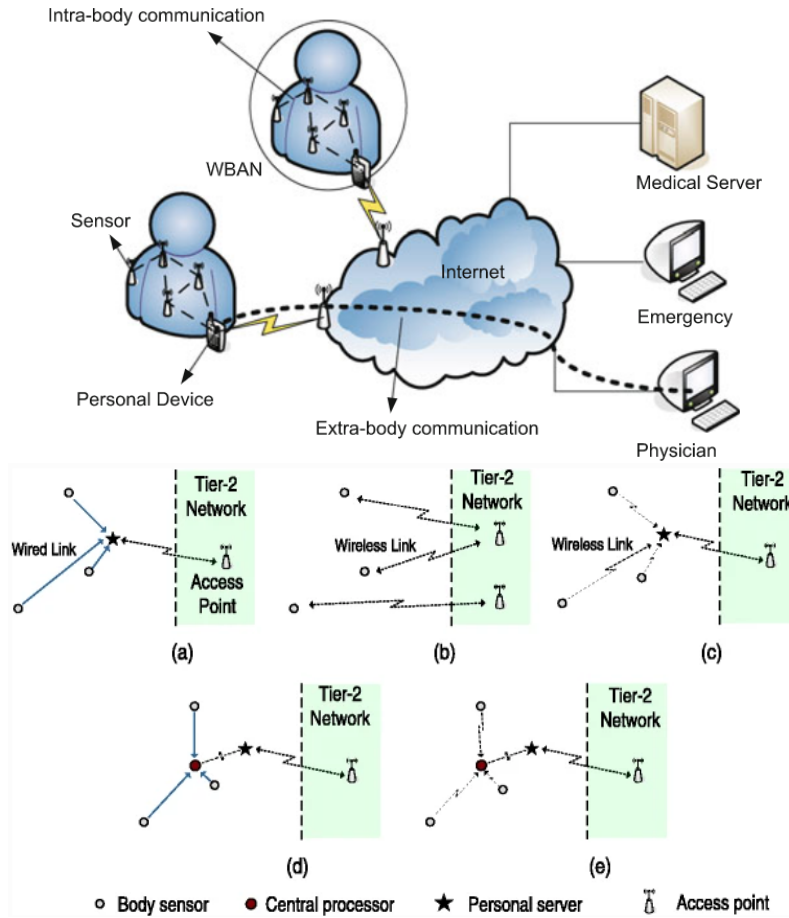 Intra-body communication
WBAN
Medical Server
Sensor
Internet
Emergency
Personal Device
Extra-body communication
Physician
Tier-2
Network
Wired Link
Access
Point
(a)
Tier-2
Network
Wireless Link
(b)
Tier-2
Network
Wireless Link
(c)
Tier-2
Network
(d)
Tier-2
Network
(e)
Body sensor
Central processor
Personal server
Access point